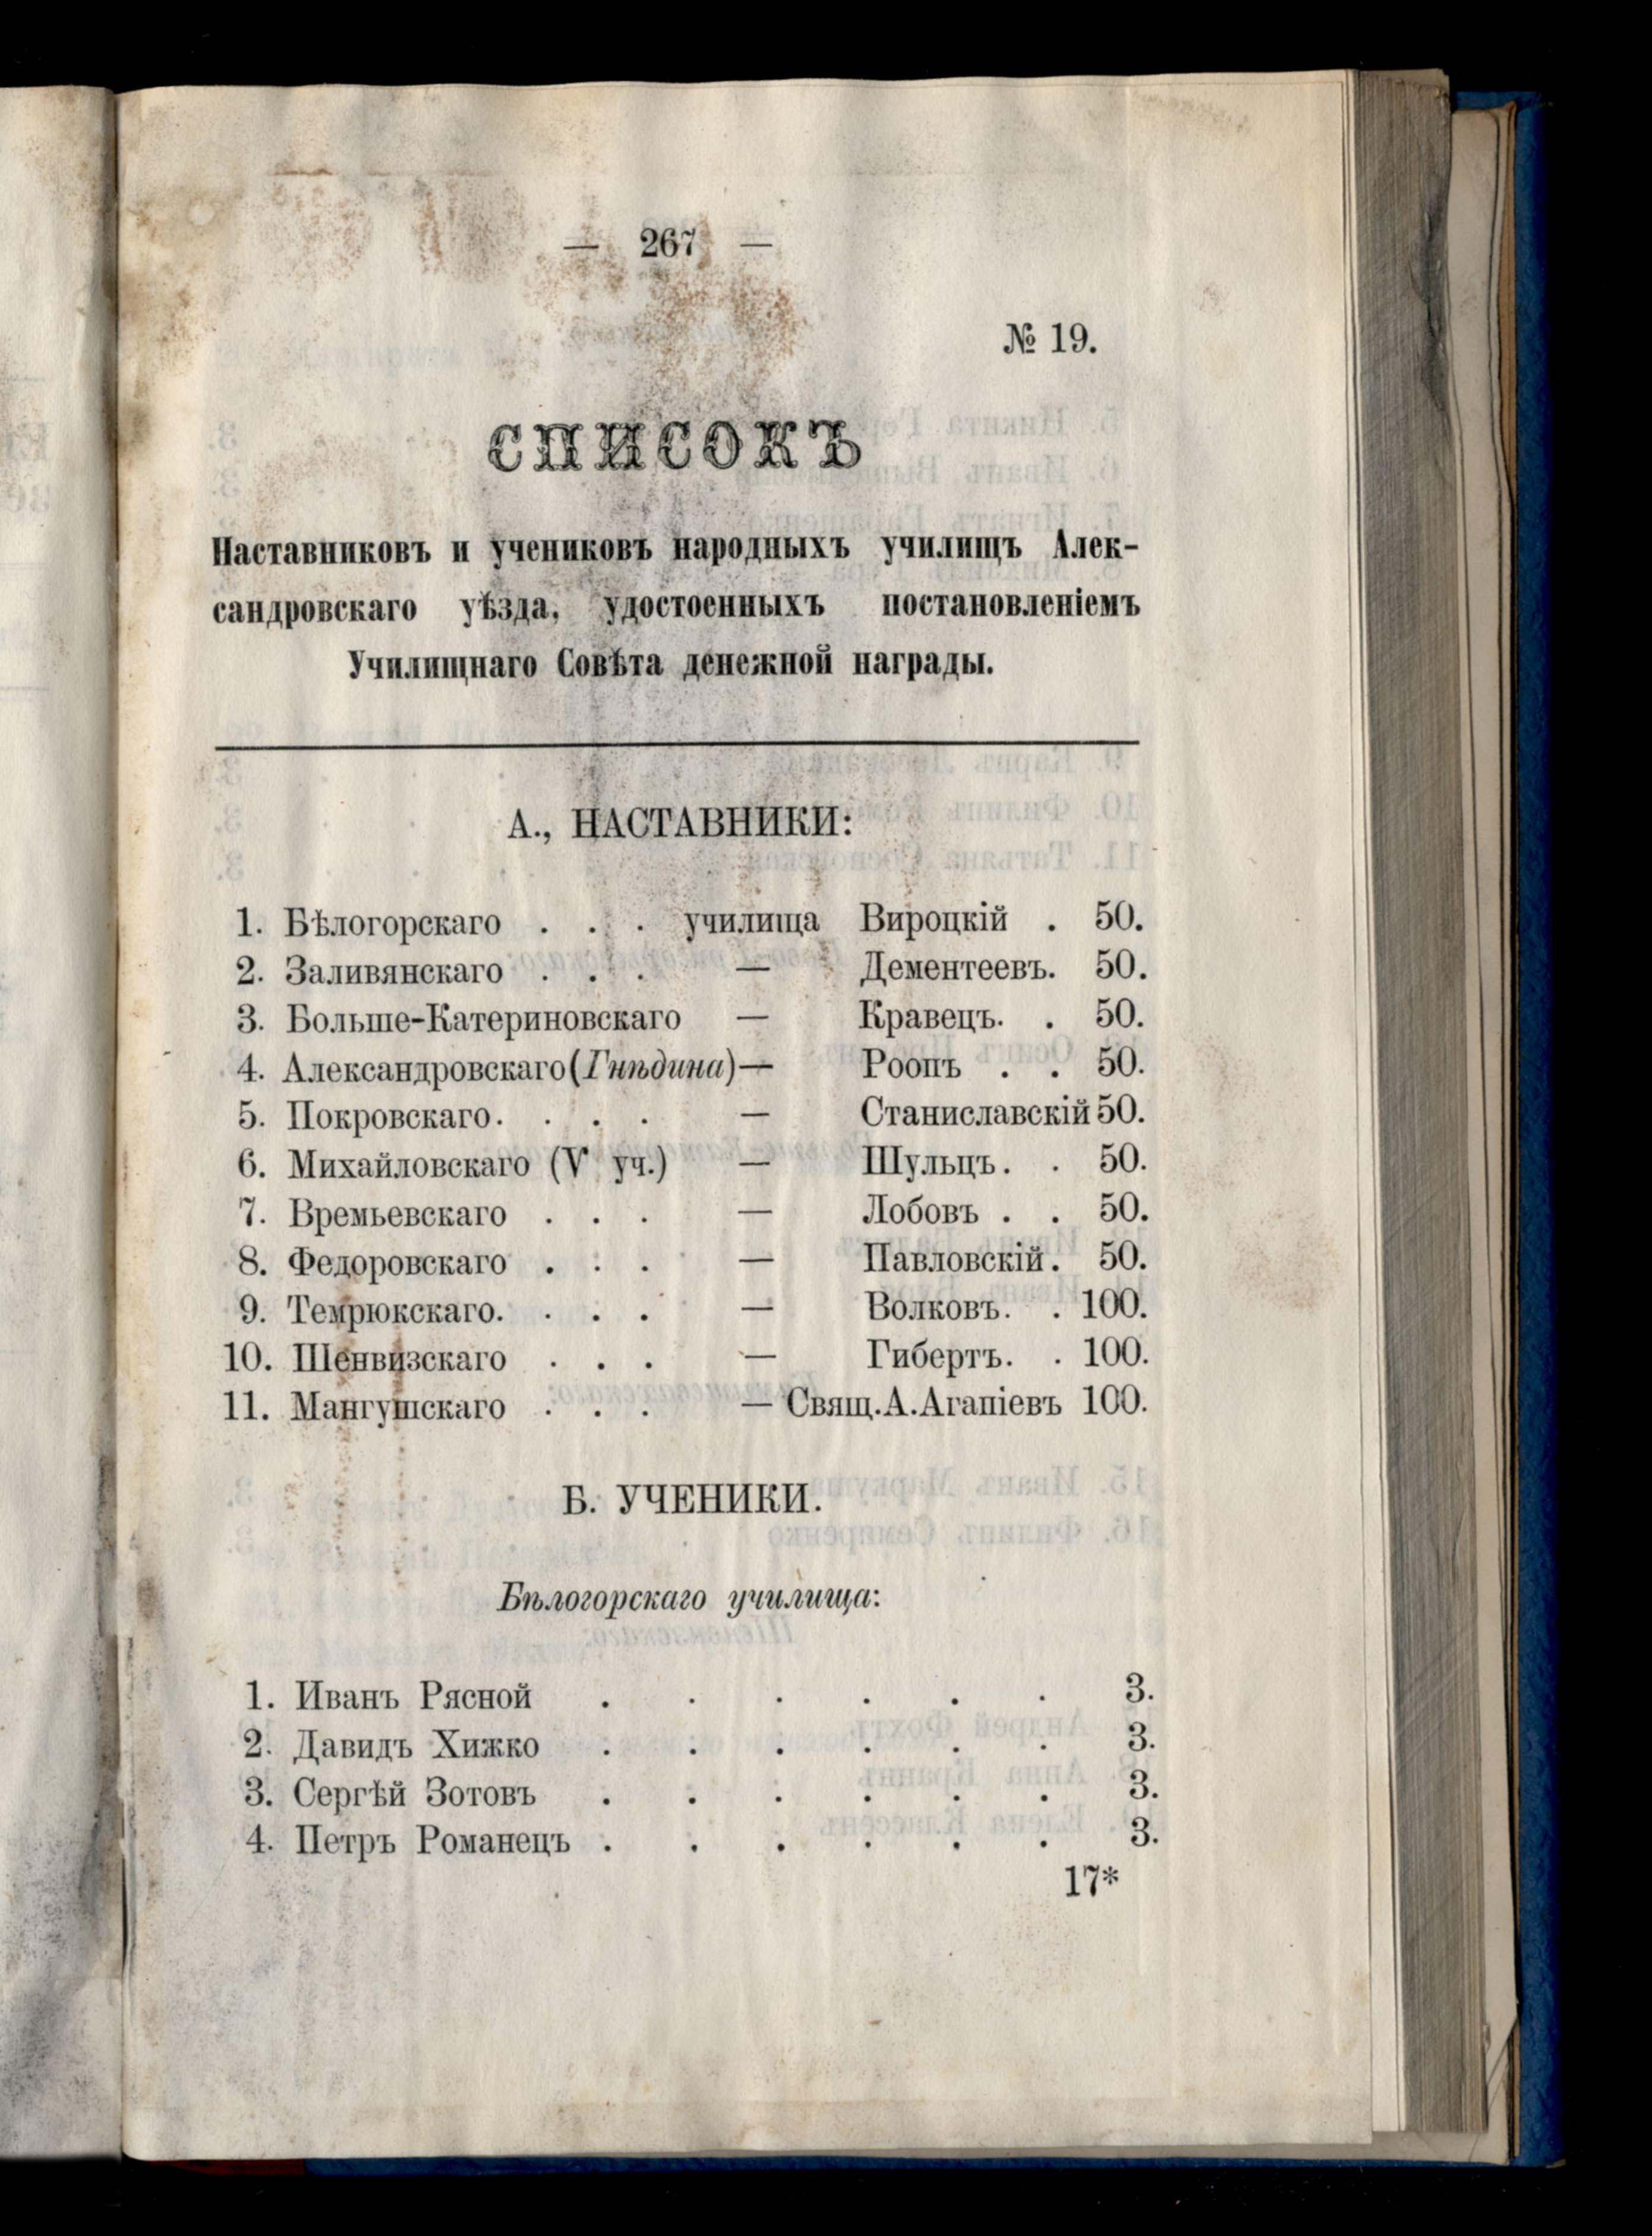 — 267 —
№ 19.
СПИСОКЪ
Наставниковъ и учениковъ народныхъ училищъ Алек-
сандровскаго уѣзда, удостоенныхъ постановленіемъ
Училищнаго Совѣта денежной награды.
А., НАСТАВНИКИ:
1. Бѣлогорскаго . . . училища Вироцкій . 50.
2. Заливянскаго . . . — Дементеевъ. 50.
3. Больше-Катериновскаго — Кравецъ. . 50.
4. Александровскаго (Гнѣдина) — Роопъ . . 50.
5. Покровскаго. . . . — Станиславскій 50.
6. Михайловскаго (V уч.) — Шульцъ. . 50.
7. Времьевскаго . . . — Лобовъ . . 50.
8. Федоровскаго . . . — Павловскій. 50.
9. Темрюкскаго. . . . — Волковъ. . 100.
10. Шенвизскаго . . . — Гибертъ. . 100.
11. Мангушскаго . . . — Свящ. А. Агапіевъ 100.
Б. УЧЕНИКИ.
Бѣлогорскаго училища:
1. Иванъ Рясной . . . . . . 3.
2. Давидъ Хижко . . . . . . 3.
3. Сергѣй Зотовъ . . . . . . 3.
4. Петръ Романецъ . . . . . . 3.
17*